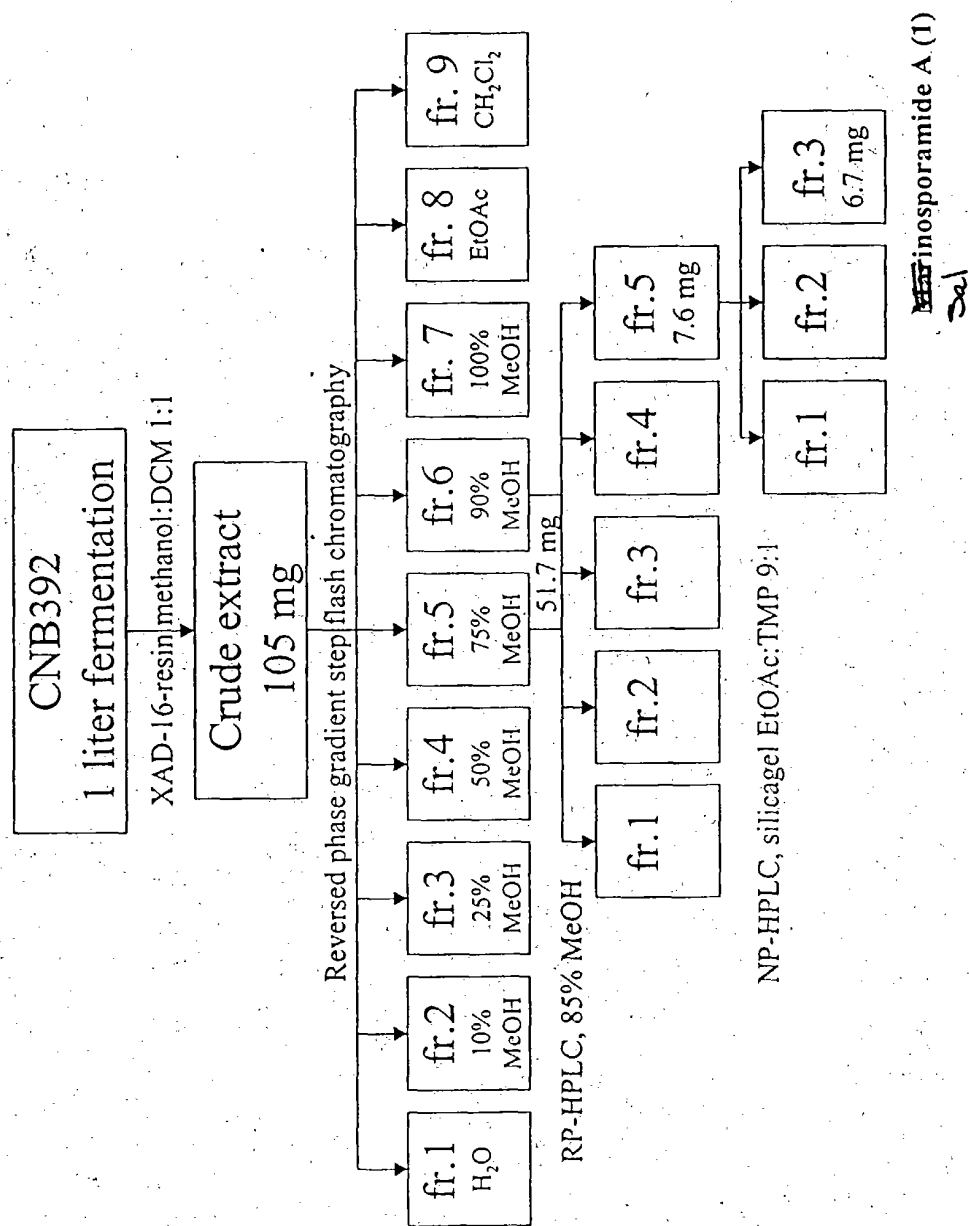 CNB392
1 liter fermentation
XAD-16-resin methanol:DCM 1:1
Crude extract
105 mg
Reversed phase gradient step flash chromatography
fr.1
H₂O
fr.2
10%
MeOH
fr.3
25%
MeOH
fr.4
50%
MeOH
fr.5
75%
MeOH
fr.6
90%
MeOH
fr. 7
100%
MeOH
fr. 8
EtOAc
fr. 9
CH₂Cl₂
51.7 mg
RP-HPLC, 85% MeOH
fr.1
fr.2
fr.3
fr.4
fr.5
7.6 mg
NP-HPLC, silicagel EtOAc:TMP 9:1
fr.1
fr.2
fr.3
6.7 mg
Marinosporamide A (1)
Sal